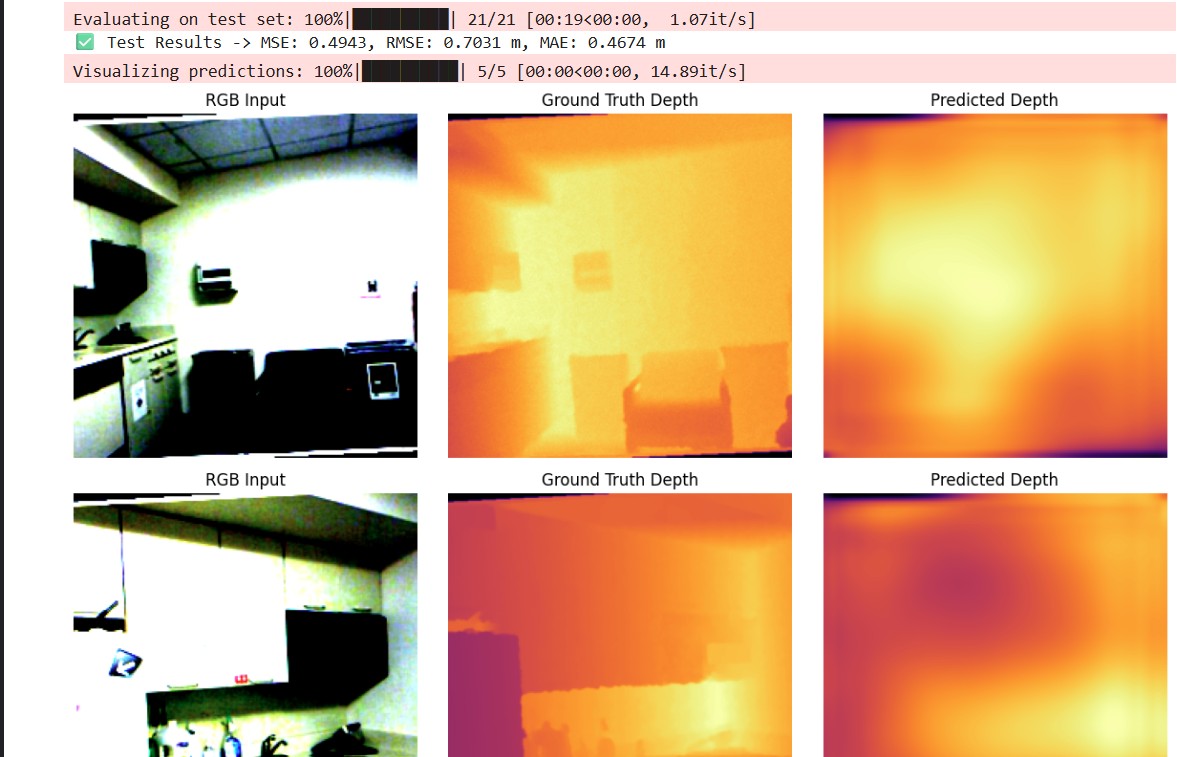 Evaluating on test set: 100%|██████████| 21/21 [00:19<00:00,  1.07it/s]
✅ Test Results -> MSE: 0.4943, RMSE: 0.7031 m, MAE: 0.4674 m
Visualizing predictions: 100%|██████████| 5/5 [00:00<00:00, 14.89it/s]
RGB Input
Ground Truth Depth
Predicted Depth
RGB Input
Ground Truth Depth
Predicted Depth